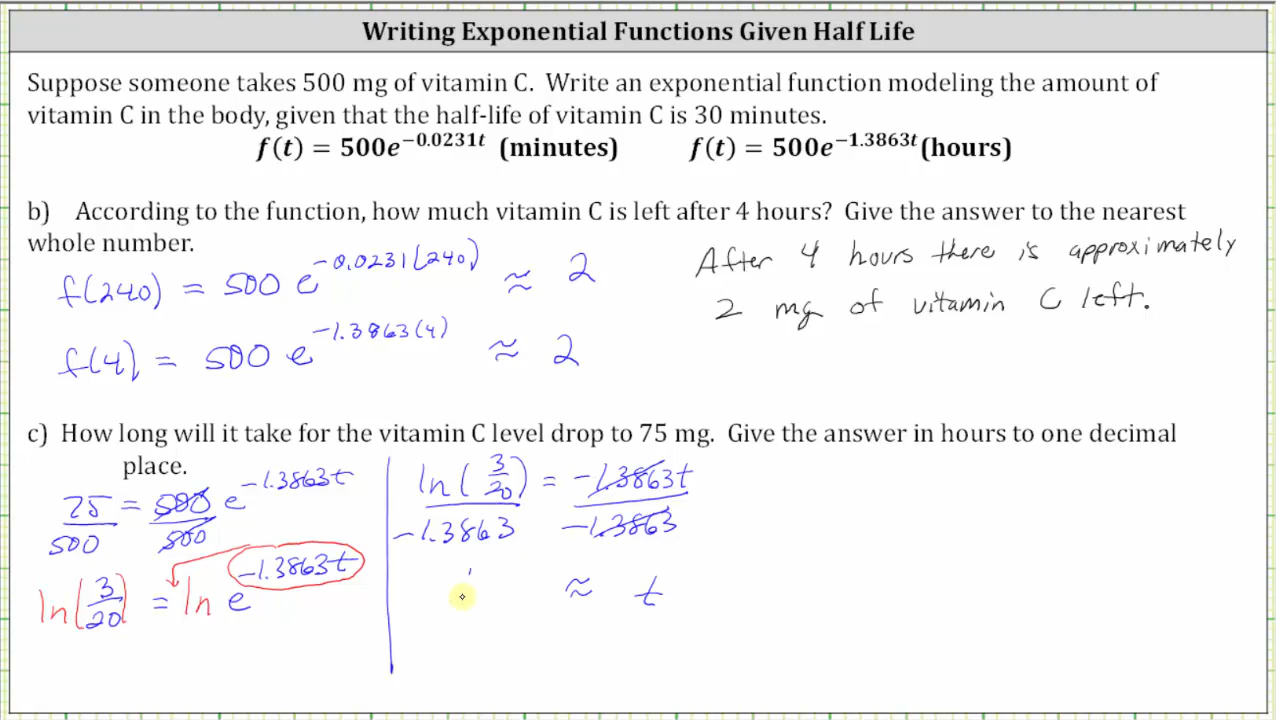 Writing Exponential Functions Given Half Life
Suppose someone takes 500 mg of vitamin C. Write an exponential function modeling the amount of
vitamin C in the body, given that the half-life of vitamin C is 30 minutes.
f(t) = 500e^{-0.0231t} (minutes) f(t) = 500e^{-1.3863t}(hours)
b) According to the function, how much vitamin C is left after 4 hours? Give the answer to the nearest
whole number.
f(240) = 500 e^{-0.0231(240)} ≈ 2
f(4) = 500 e^{-1.3863(4)} ≈ 2
After 4 hours there is approximately
2 mg of vitamin C left.
c) How long will it take for the vitamin C level drop to 75 mg. Give the answer in hours to one decimal
place.
75/500 = 500/500 e^{-1.3863t}
ln(3/20) = ln e^{-1.3863t}
ln(3/20)/-1.3863 = -1.3863t/-1.3863
≈ t